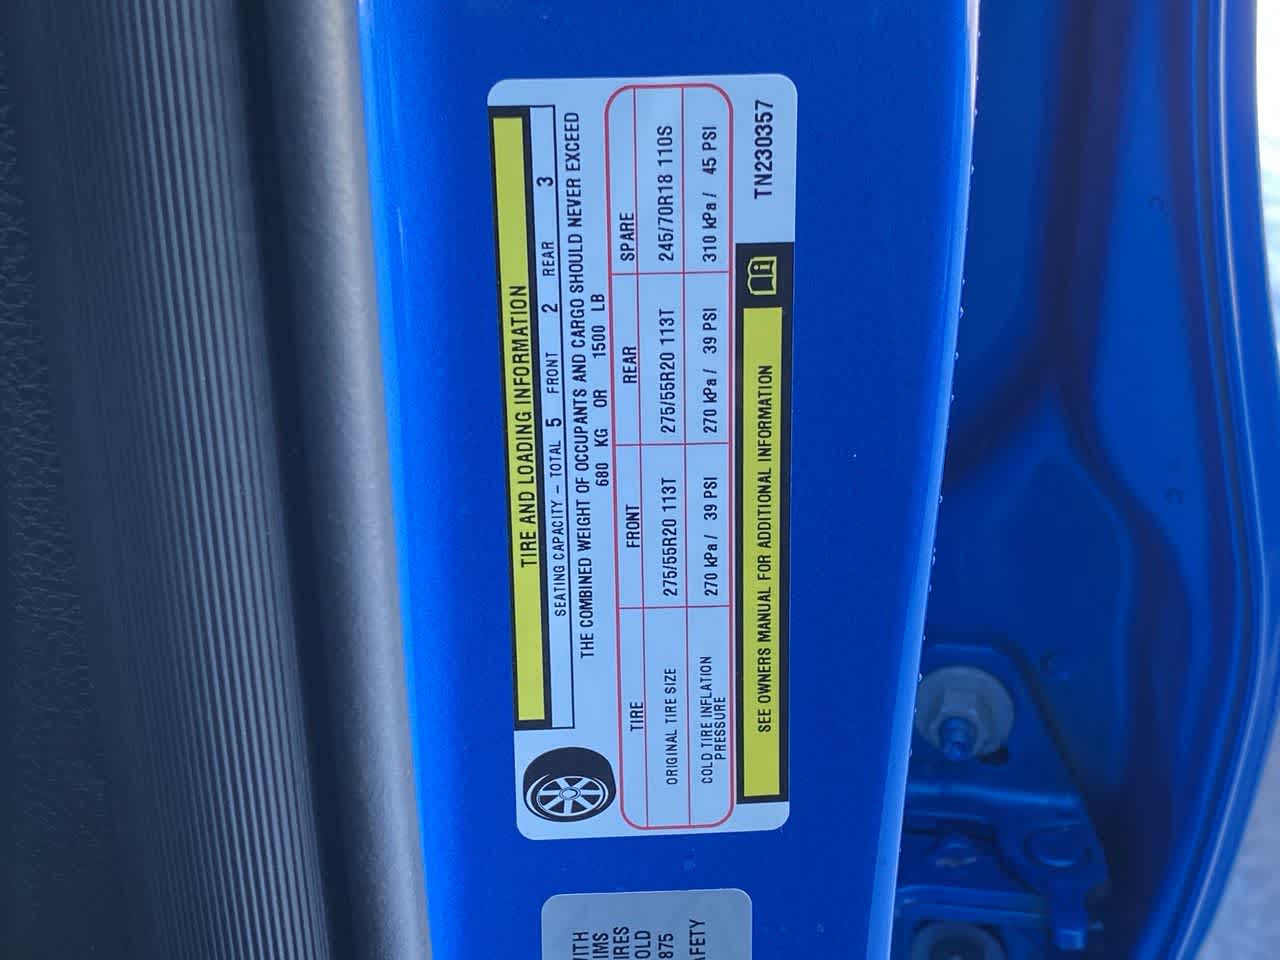 TIRE AND LOADING INFORMATION
SEATING CAPACITY - TOTAL 5 FRONT 2 REAR 3
THE COMBINED WEIGHT OF OCCUPANTS AND CARGO SHOULD NEVER EXCEED
680 KG OR 1500 LB
TIRE FRONT REAR SPARE
ORIGINAL TIRE SIZE 275/55R20 113T 275/55R20 113T 245/70R18 110S
COLD TIRE INFLATION PRESSURE 270 kPa / 39 PSI 270 kPa / 39 PSI 310 kPa / 45 PSI
SEE OWNERS MANUAL FOR ADDITIONAL INFORMATION
TN230357
OLD
875